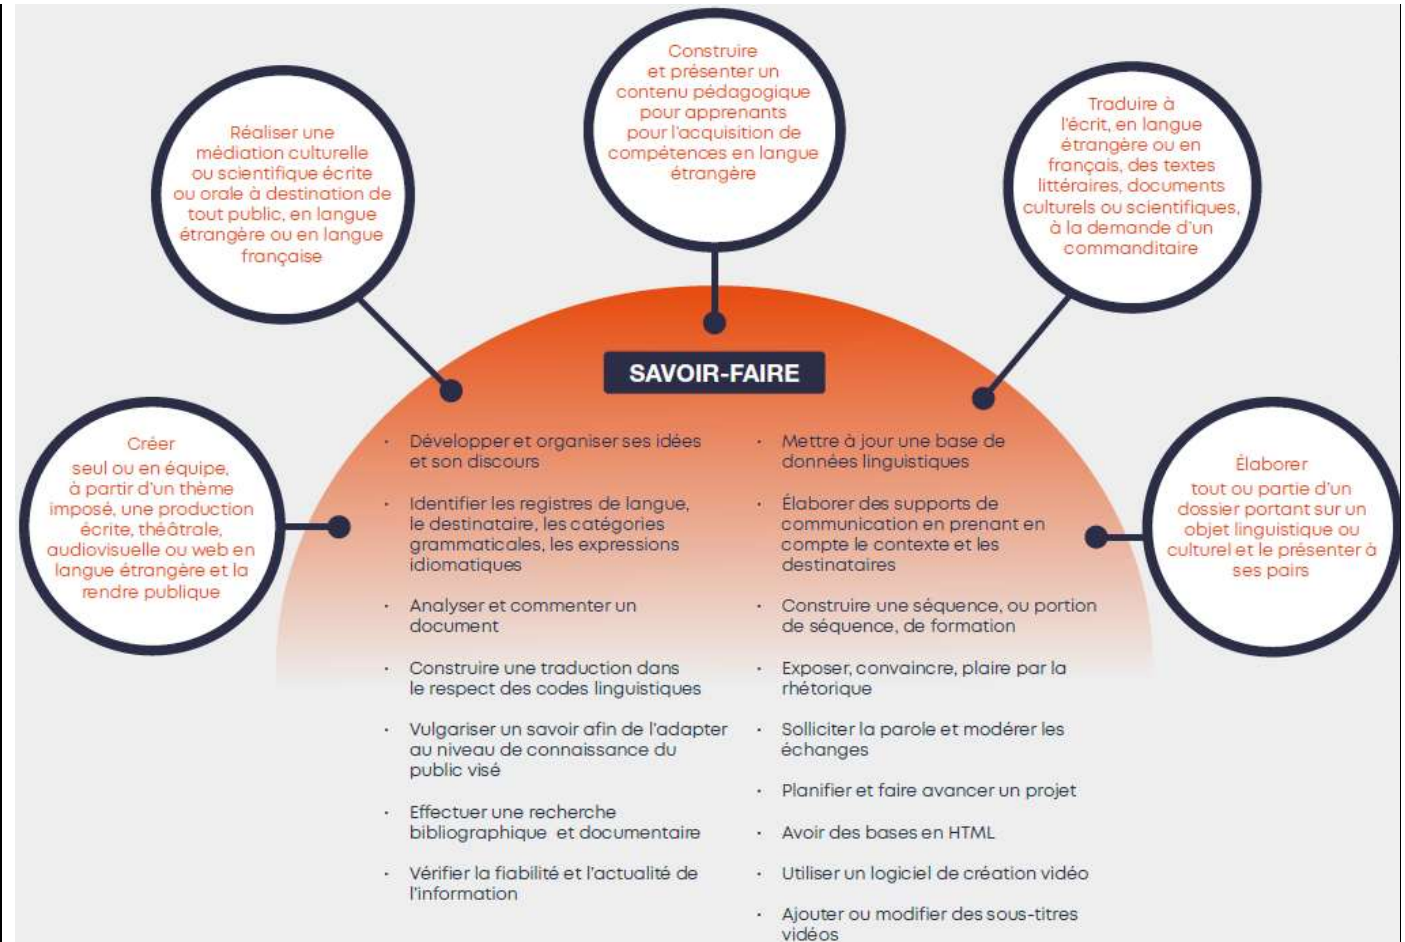 Construire
et présenter un
contenu pédagogique
pour apprenants
pour l'acquisition de
compétences en langue
étrangère
Réaliser une
médiation culturelle
ou scientifique écrite
ou orale à destination de
tout public, en langue
étrangère ou en langue
française
Traduire à
l'écrit, en langue
étrangère ou en
français, des textes
littéraires, documents
culturels ou scientifiques,
à la demande d'un
commanditaire
Créer
seul ou en équipe,
à partir d'un thème
imposé, une production
écrite, théâtrale,
audiovisuelle ou web en
langue étrangère et la
rendre publique
Élaborer
tout ou partie d'un
dossier portant sur un
objet linguistique ou
culturel et le présenter à
ses pairs
SAVOIR-FAIRE
· Développer et organiser ses idées
et son discours
· Identifier les registres de langue,
le destinataire, les catégories
grammaticales, les expressions
idiomatiques
· Analyser et commenter un
document
· Construire une traduction dans
le respect des codes linguistiques
· Vulgariser un savoir afin de l'adapter
au niveau de connaissance du
public visé
· Effectuer une recherche
bibliographique et documentaire
· Vérifier la fiabilité et l'actualité de
l'information
· Mettre à jour une base de
données linguistiques
· Élaborer des supports de
communication en prenant en
compte le contexte et les
destinataires
· Construire une séquence, ou portion
de séquence, de formation
· Exposer, convaincre, plaire par la
rhétorique
· Solliciter la parole et modérer les
échanges
· Planifier et faire avancer un projet
· Avoir des bases en HTML
· Utiliser un logiciel de création vidéo
· Ajouter ou modifier des sous-titres
vidéos